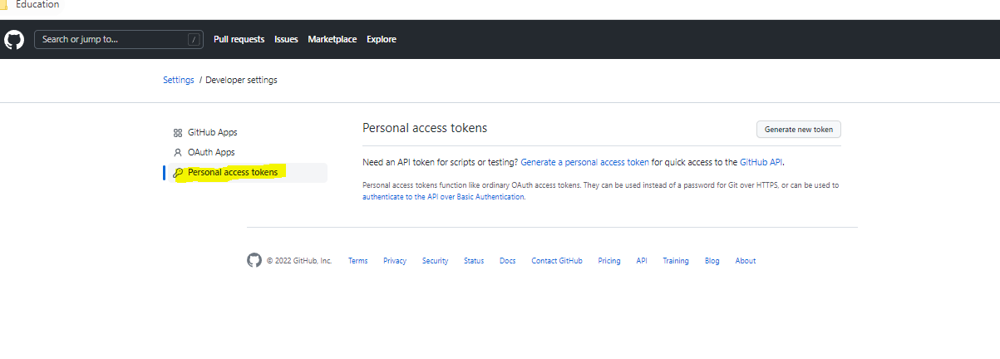 Education
Search or jump to... /
Pull requests Issues Marketplace Explore
Settings / Developer settings
GitHub Apps
OAuth Apps
Personal access tokens
Personal access tokens
Generate new token
Need an API token for scripts or testing? Generate a personal access token for quick access to the GitHub API.
Personal access tokens function like ordinary OAuth access tokens. They can be used instead of a password for Git over HTTPS, or can be used to
authenticate to the API over Basic Authentication.
© 2022 GitHub, Inc. Terms Privacy Security Status Docs Contact GitHub Pricing API Training Blog About